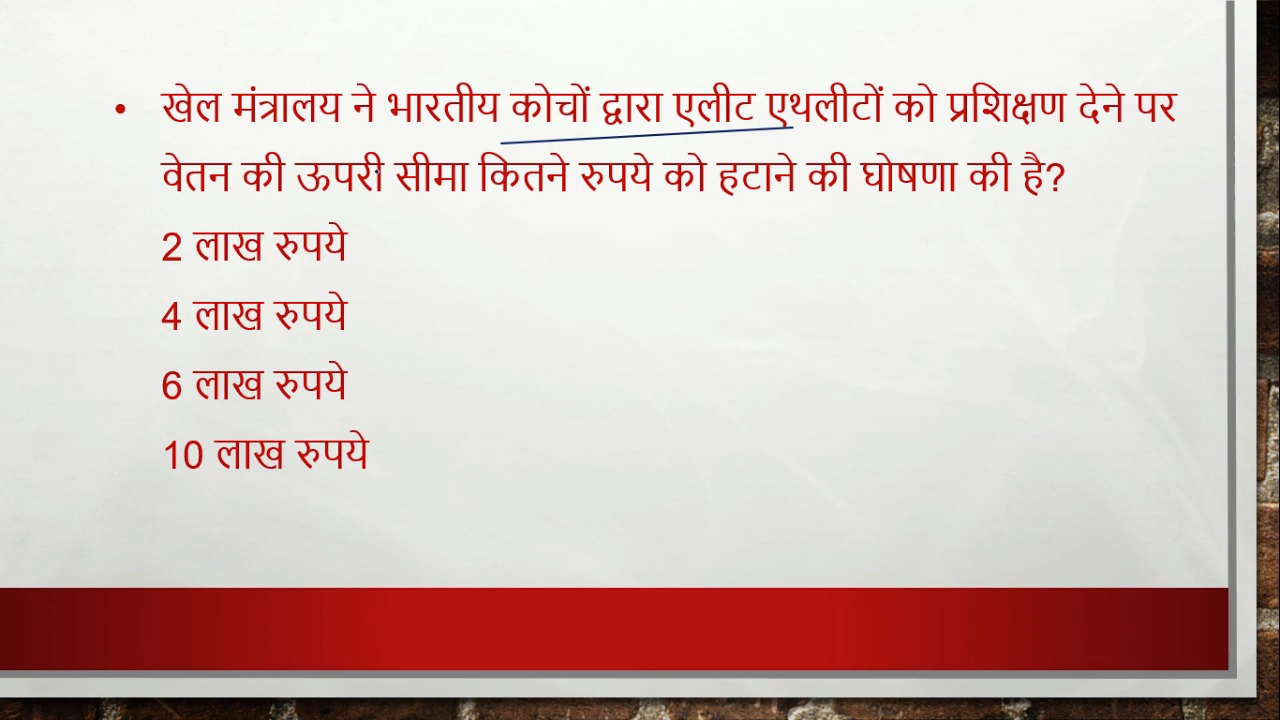 • खेल मंत्रालय ने भारतीय कोचों द्वारा एलीट एथलीटों को प्रशिक्षण देने पर
वेतन की ऊपरी सीमा कितने रुपये को हटाने की घोषणा की है?
2 लाख रुपये
4 लाख रुपये
6 लाख रुपये
10 लाख रुपये